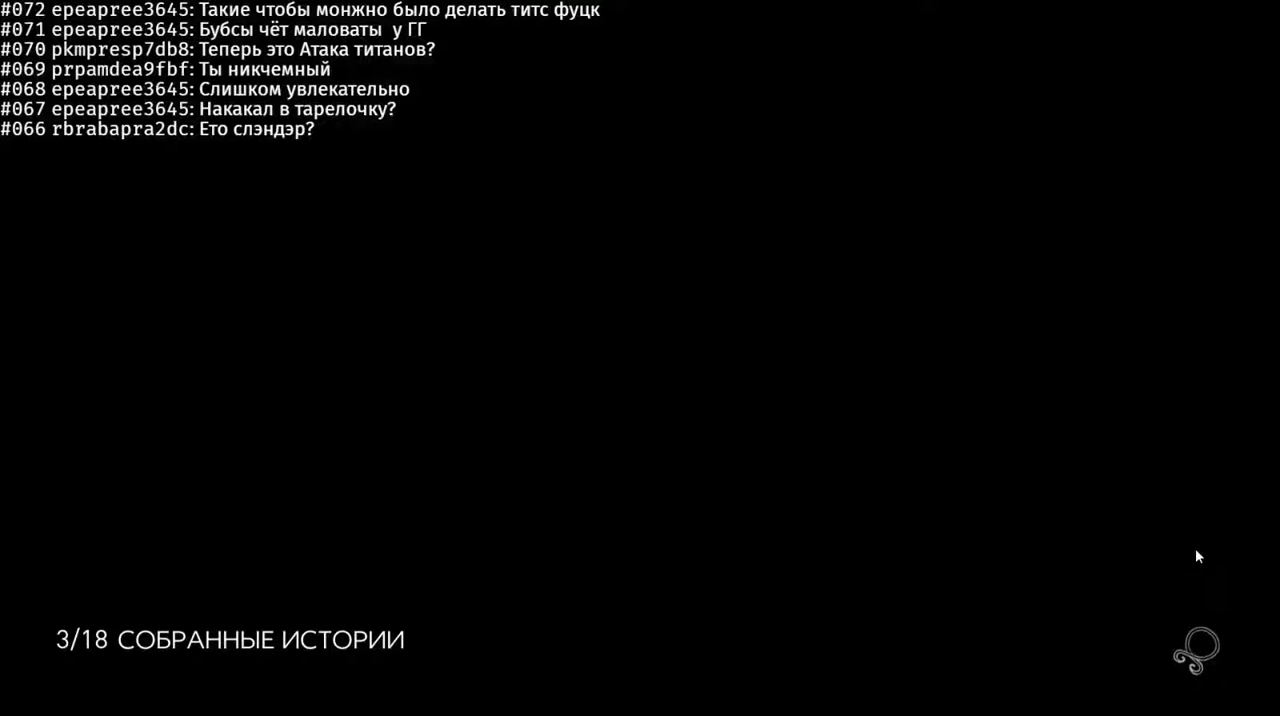 #072 epeapree3645: Такие чтобы монжно было делать титс фуцк
#071 epeapree3645: Бубсы чёт маловаты  у ГГ
#070 pkmpresp7db8: Теперь это Атака титанов?
#069 prpamdea9fbf: Ты никчемный
#068 epeapree3645: Слишком увлекательно
#067 epeapree3645: Накакал в тарелочку?
#066 rbrabapra2dc: Ето слэндэр?
3/18 СОБРАННЫЕ ИСТОРИИ